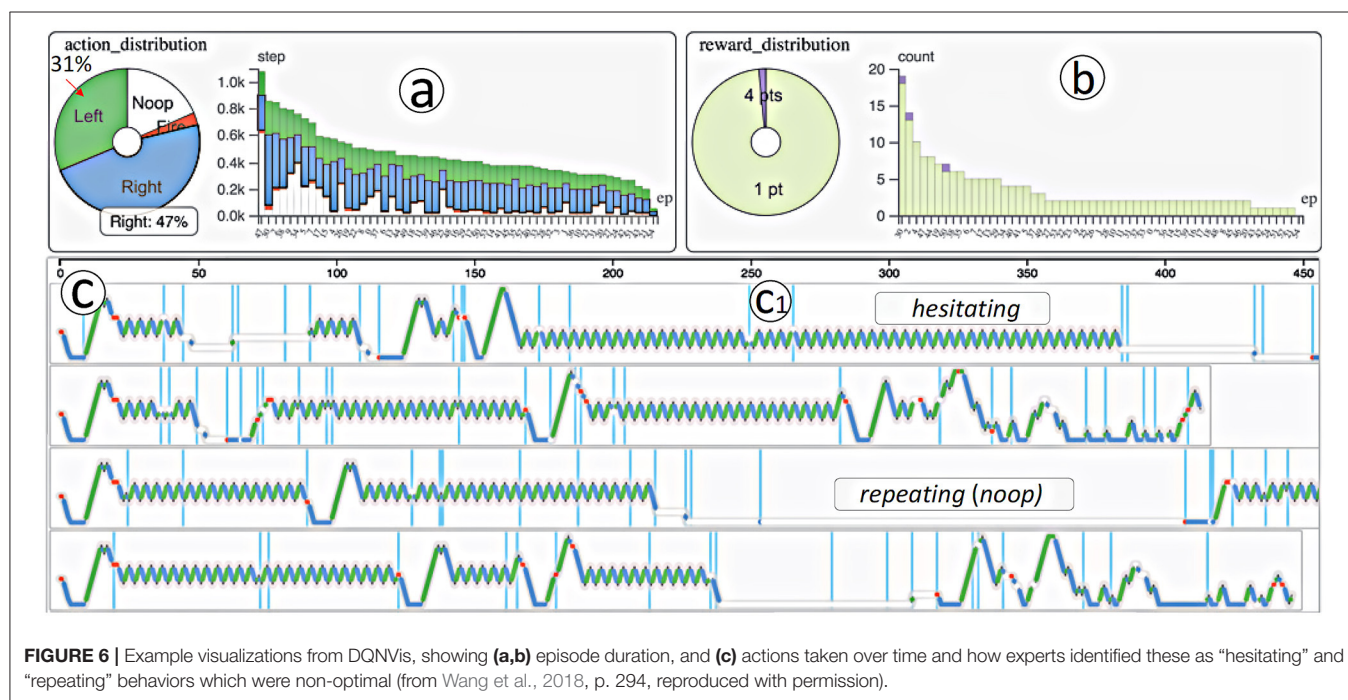 action_distribution
31%
Left
Noop
Fire
Right
Right: 47%
step
1.0k
0.8k
0.6k
0.4k
0.2k
0.0k
ep
a
reward_distribution
4 pts
1 pt
count
20
15
10
5
0
ep
b
0 50 100 150 200 250 300 350 400 450
c
c1
hesitating
repeating (noop)
FIGURE 6 | Example visualizations from DQNVis, showing (a,b) episode duration, and (c) actions taken over time and how experts identified these as “hesitating” and
“repeating” behaviors which were non-optimal (from Wang et al., 2018, p. 294, reproduced with permission).